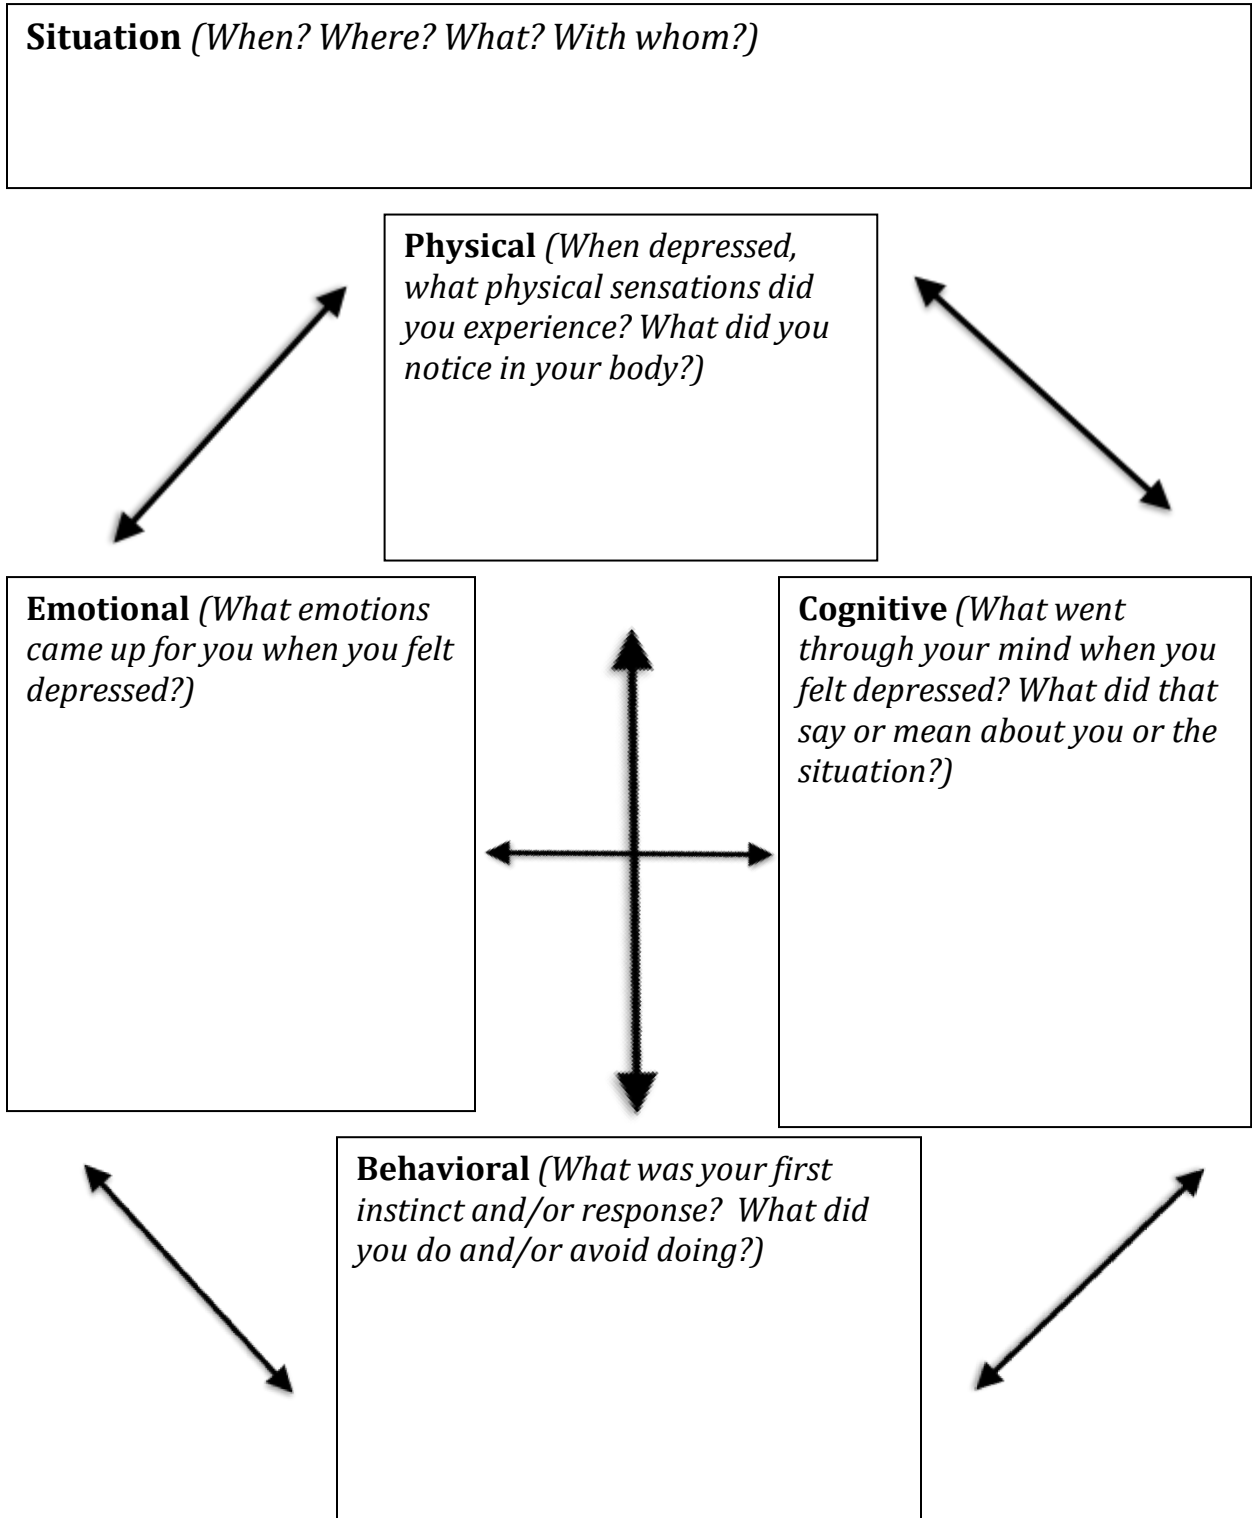 Situation (When? Where? What? With whom?)
Physical (When depressed,
what physical sensations did
you experience? What did you
notice in your body?)
Emotional (What emotions
came up for you when you felt
depressed?)
Cognitive (What went
through your mind when you
felt depressed? What did that
say or mean about you or the
situation?)
Behavioral (What was your first
instinct and/or response?  What did
you do and/or avoid doing?)